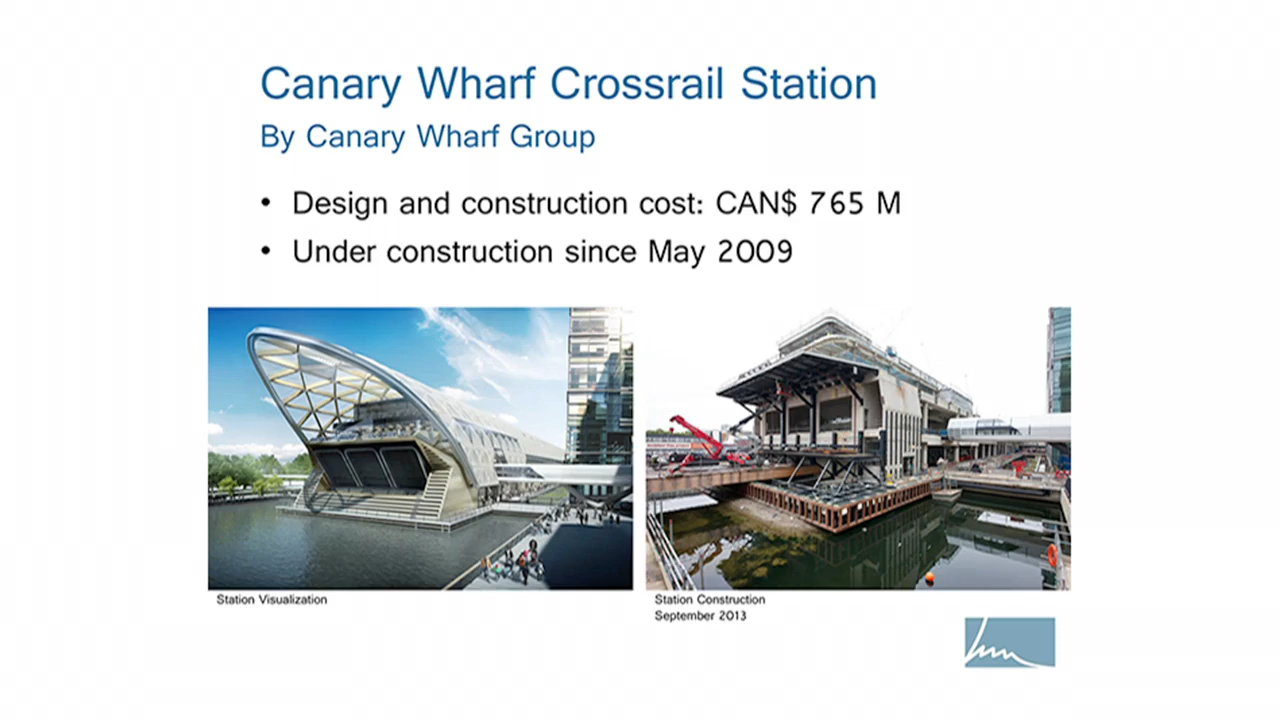 Canary Wharf Crossrail Station
By Canary Wharf Group
• Design and construction cost: CAN$ 765 M
• Under construction since May 2009
Station Visualization
Station Construction
September 2013